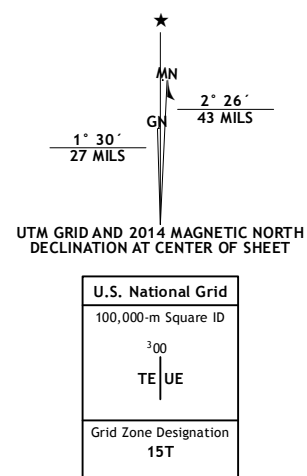 ★
MN
2° 26´
43 MILS
GN
1° 30´
27 MILS
UTM GRID AND 2014 MAGNETIC NORTH
DECLINATION AT CENTER OF SHEET
U.S. National Grid
100,000-m Square ID
³00
TE UE
Grid Zone Designation
15T